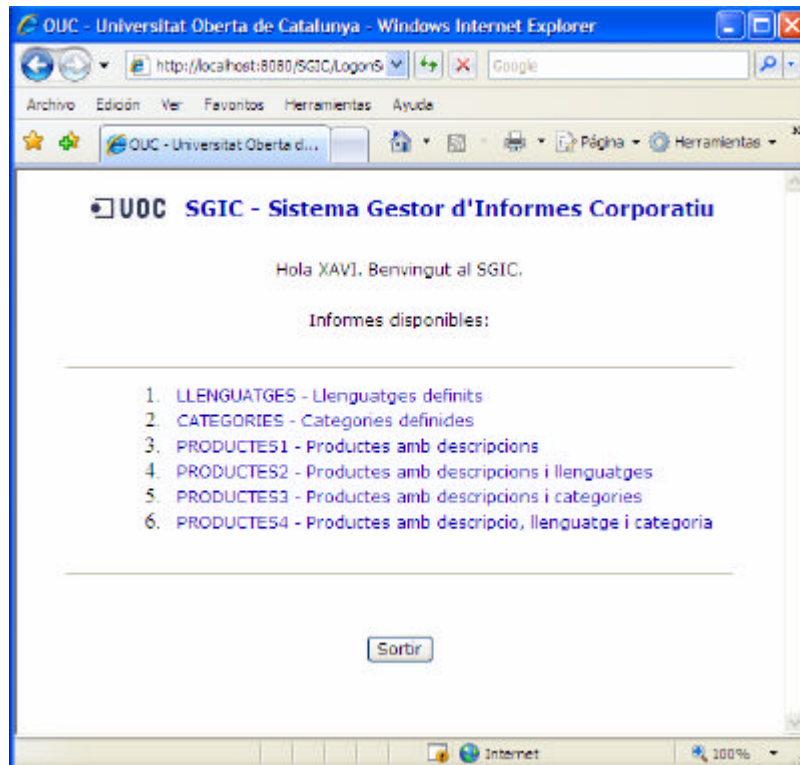 OUC - Universitat Oberta de Catalunya - Windows Internet Explorer
http://localhost:8080/SGIC/LogonS Google
Archivo Edición Ver Favoritos Herramientas Ayuda
OUC - Universitat Oberta d... Página Herramientas
UOC SGIC - Sistema Gestor d'Informes Corporatiu
Hola XAVI. Benvingut al SGIC.
Informes disponibles:
1. LLENGUATGES - Llenguatges definits
2. CATEGORIES - Categories definides
3. PRODUCTES1 - Productes amb descripcions
4. PRODUCTES2 - Productes amb descripcions i llenguatges
5. PRODUCTES3 - Productes amb descripcions i categories
6. PRODUCTES4 - Productes amb descripcio, llenguatge i categoria
Sortir
Internet 100%